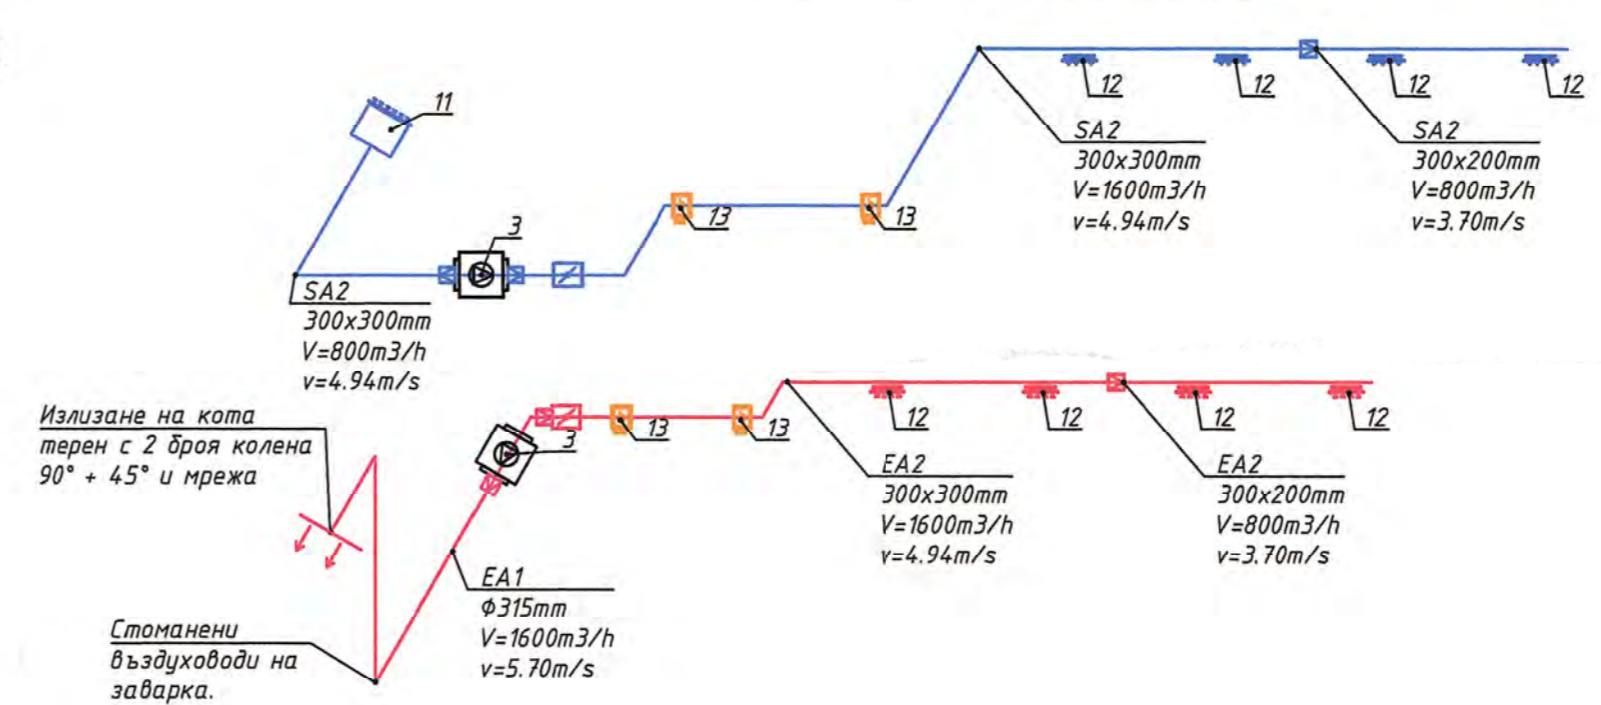 11
12
12
12
12
SA2
300x300mm
V=1600m3/h
v=4.94m/s
SA2
300x200mm
V=800m3/h
v=3.70m/s
13
13
3
SA2
300x300mm
V=800m3/h
v=4.94m/s
Излизане на кота
терен с 2 броя колена
90° + 45° и мрежа
3
13
13
12
12
12
12
EA2
300x300mm
V=1600m3/h
v=4.94m/s
EA2
300x200mm
V=800m3/h
v=3.70m/s
EA1
Φ315mm
V=1600m3/h
v=5.70m/s
Стоманени
въздуховоди на
заварка.